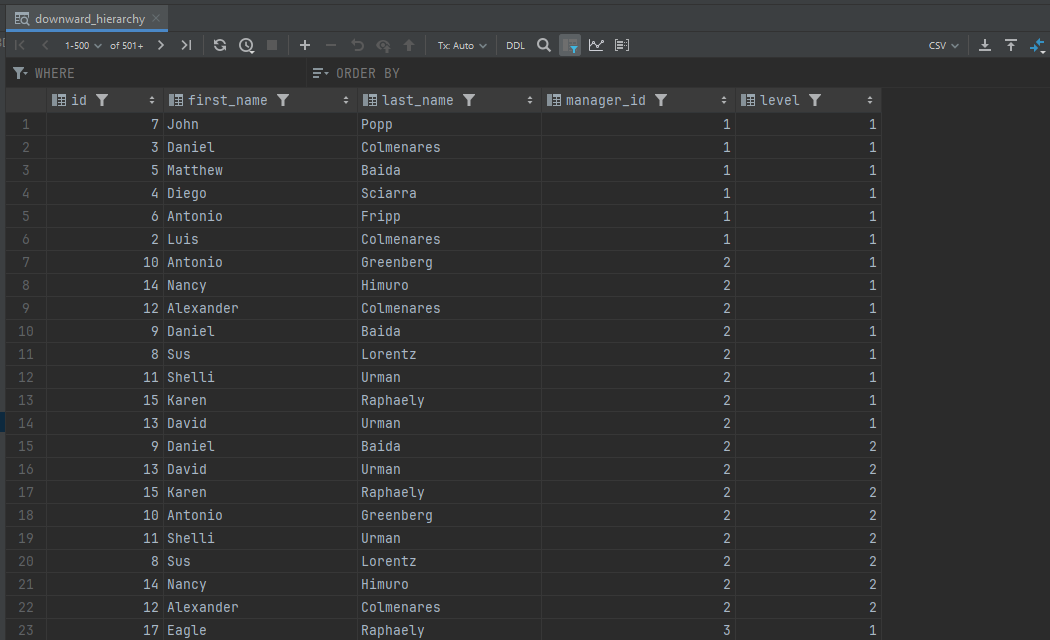 downward_hierarchy
1-500 of 501+ Tx: Auto DDL CSV
WHERE ORDER BY
id first_name last_name manager_id level
1 7 John Popp 1 1
2 3 Daniel Colmenares 1 1
3 5 Matthew Baida 1 1
4 4 Diego Sciarra 1 1
5 6 Antonio Fripp 1 1
6 2 Luis Colmenares 1 1
7 10 Antonio Greenberg 2 1
8 14 Nancy Himuro 2 1
9 12 Alexander Colmenares 2 1
10 9 Daniel Baida 2 1
11 8 Sus Lorentz 2 1
12 11 Shelli Urman 2 1
13 15 Karen Raphaely 2 1
14 13 David Urman 2 1
15 9 Daniel Baida 2 2
16 13 David Urman 2 2
17 15 Karen Raphaely 2 2
18 10 Antonio Greenberg 2 2
19 11 Shelli Urman 2 2
20 8 Sus Lorentz 2 2
21 14 Nancy Himuro 2 2
22 12 Alexander Colmenares 2 2
23 17 Eagle Raphaely 3 1